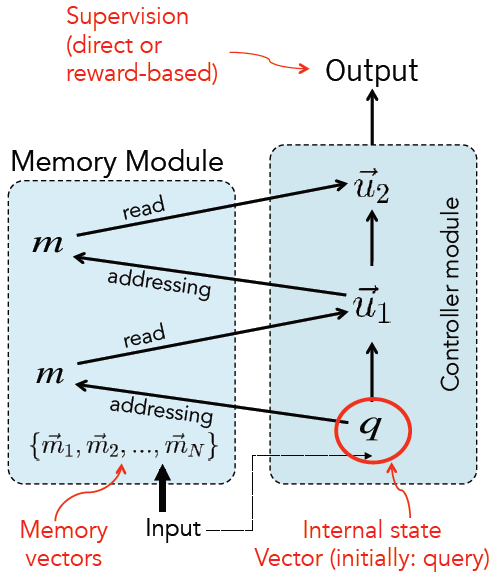 Supervision
(direct or
reward-based)
Output
Memory Module
read
u⃗₂
m
addressing
Controller module
read
u⃗₁
m
addressing
q
{m⃗₁, m⃗₂, ..., m⃗_N}
Memory
vectors
Input
Internal state
Vector (initially: query)